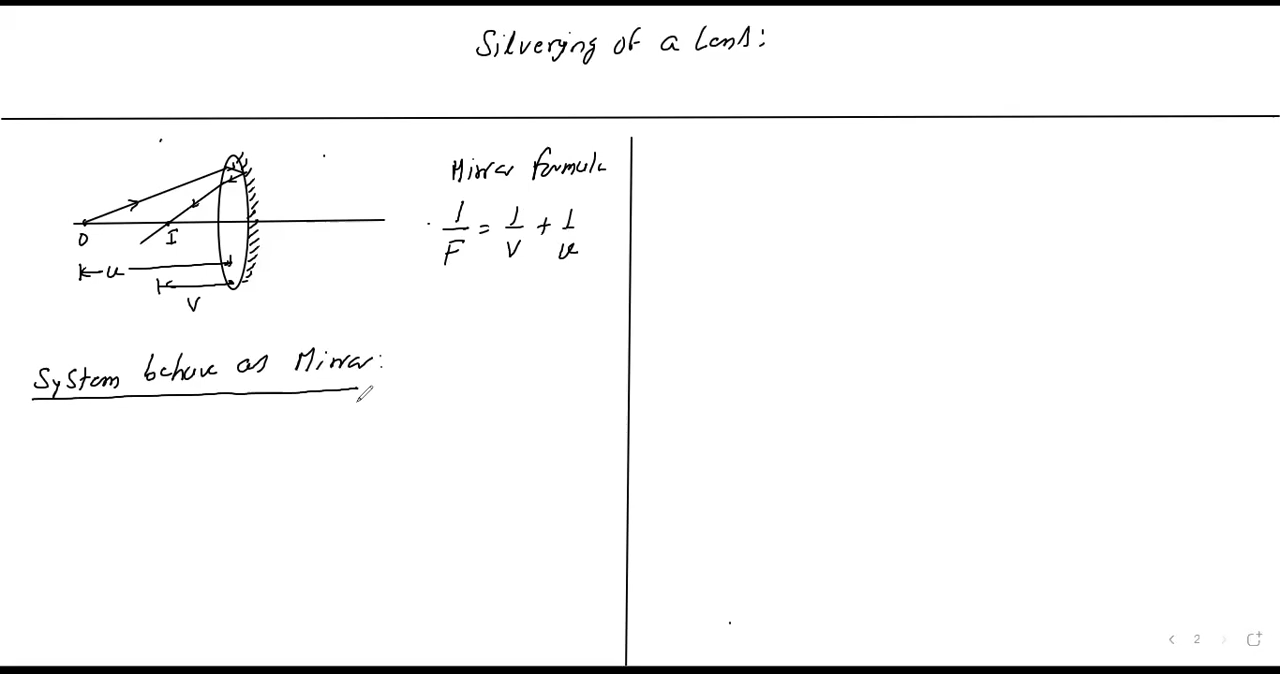 Silvering of a Lens:
Mirror formula
1/F = 1/V + 1/u
O
I
u
V
System behave as Mirror:
2